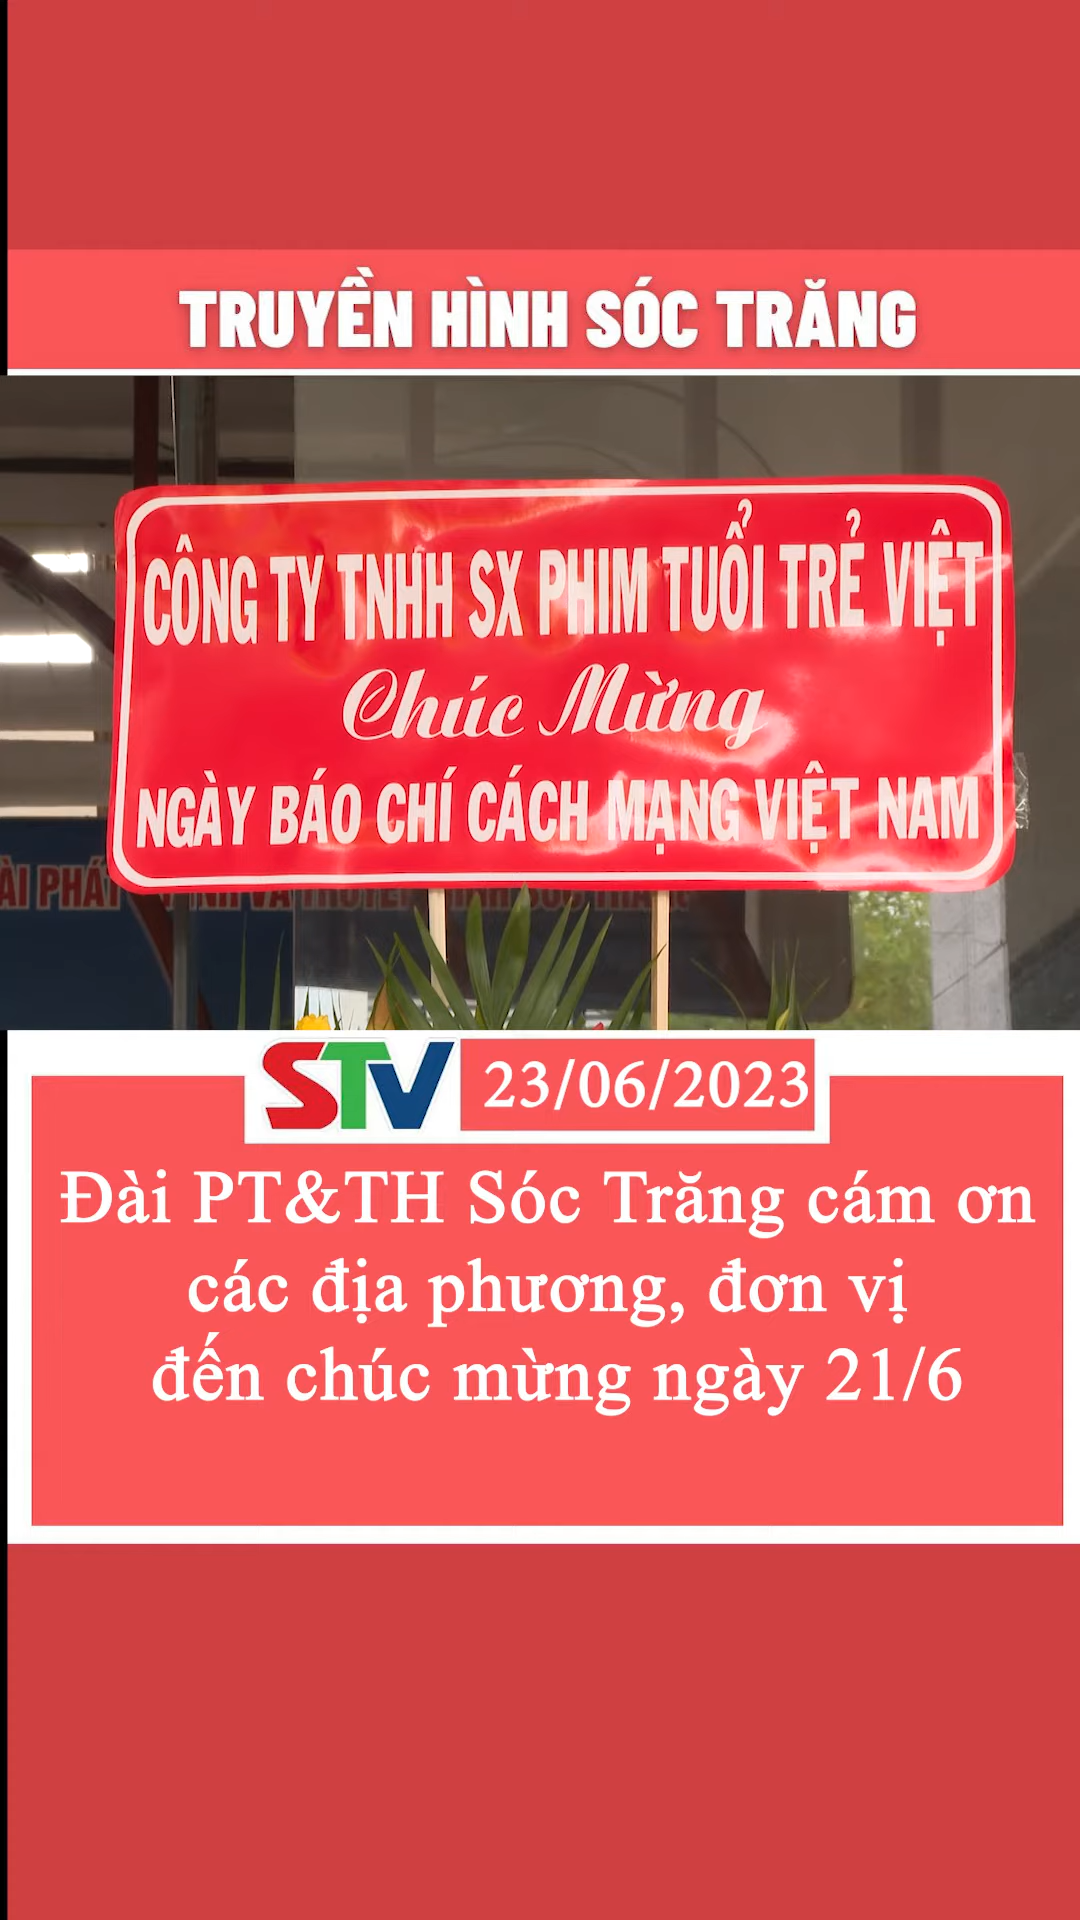 TRUYỀN HÌNH SÓC TRĂNG
CÔNG TY TNHH SX PHIM TUỔI TRẺ VIỆT
Chúc Mừng
NGÀY BÁO CHÍ CÁCH MẠNG VIỆT NAM
STV 23/06/2023
Đài PT&TH Sóc Trăng cám ơn
các địa phương, đơn vị
đến chúc mừng ngày 21/6